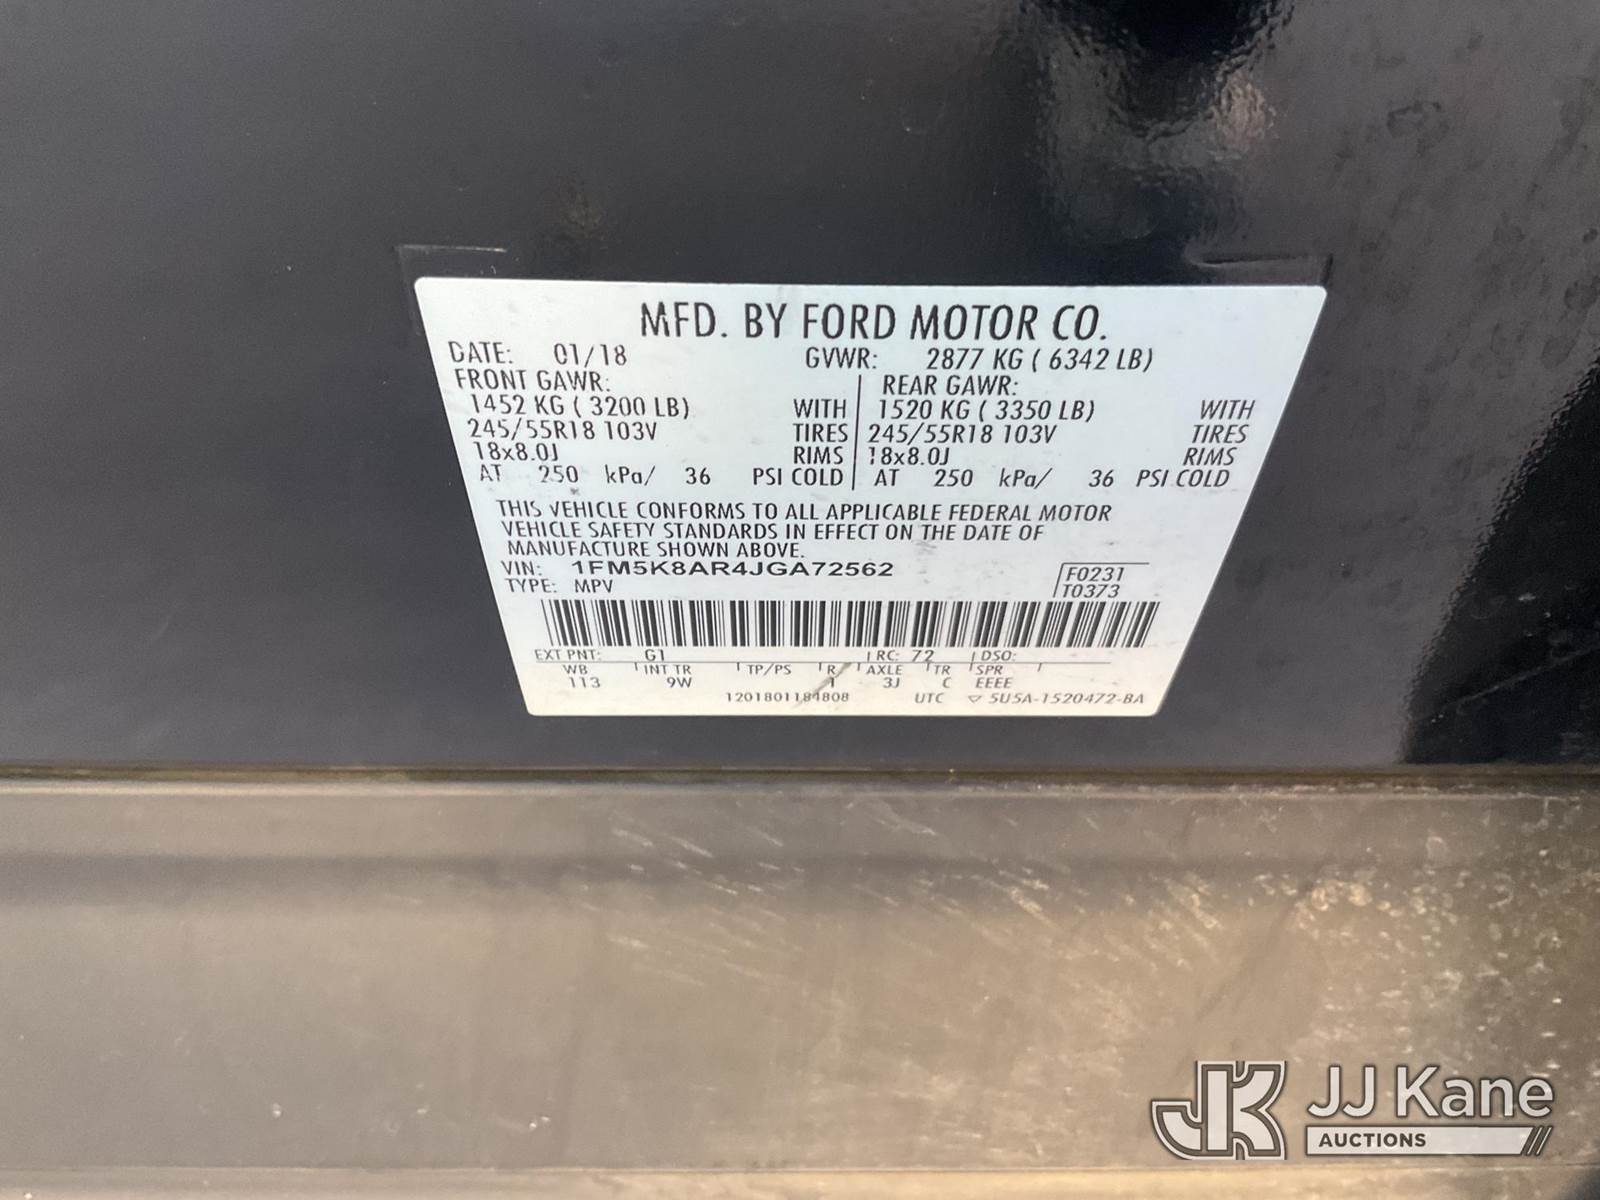 MFD. BY FORD MOTOR CO.
DATE: 01/18 GVWR: 2877 KG ( 6342 LB)
FRONT GAWR: REAR GAWR:
1452 KG ( 3200 LB) WITH 1520 KG ( 3350 LB) WITH
245/55R18 103V TIRES 245/55R18 103V TIRES
18x8.0J RIMS 18x8.0J RIMS
AT 250 kPa/ 36 PSI COLD AT 250 kPa/ 36 PSI COLD
THIS VEHICLE CONFORMS TO ALL APPLICABLE FEDERAL MOTOR
VEHICLE SAFETY STANDARDS IN EFFECT ON THE DATE OF
MANUFACTURE SHOWN ABOVE.
VIN: 1FM5K8AR4JGA72562 F0231
TYPE: MPV T0373
EXT PNT: G1 RC: 72 DSO:
WB INT TR TP/PS R AXLE TR SPR
113 9W 1 3J C EEEE
1201801184808 UTC ▽ 5U5A-1520472-BA
JK JJ Kane
AUCTIONS